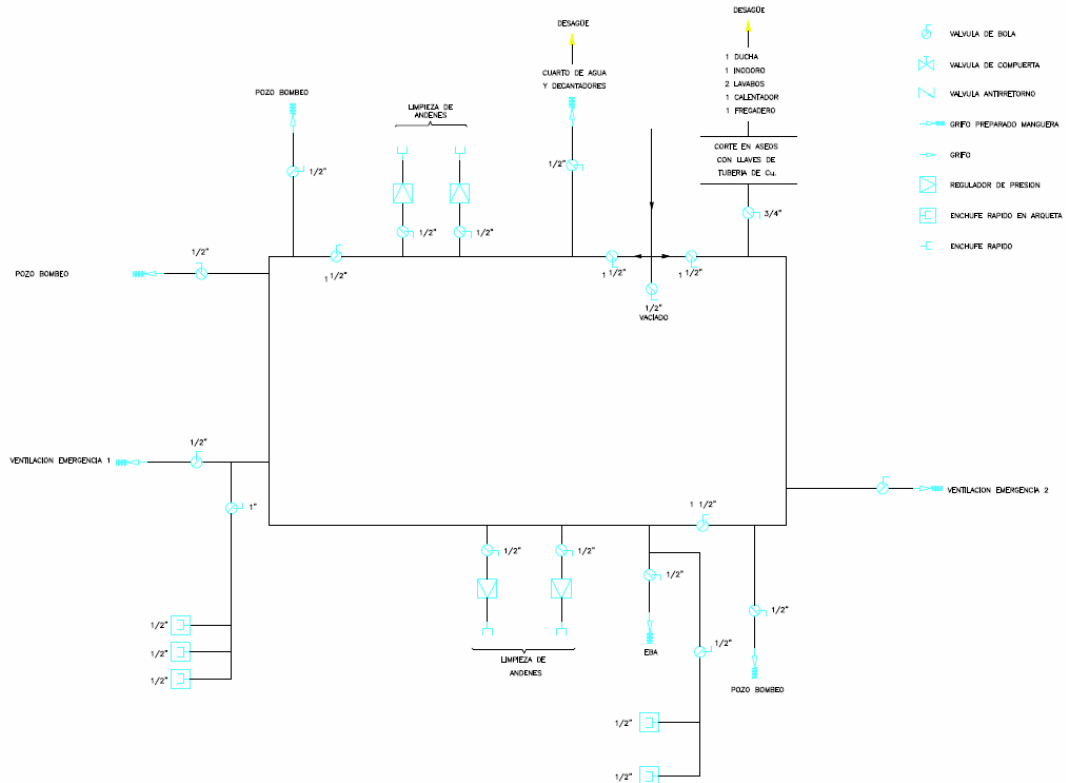 DESAGÜE
DESAGÜE
1 DUCHA
1 INODORO
2 LAVABOS
1 CALENTADOR
1 FREGADERO
CUARTO DE AGUA
Y DECANTADORES
POZO BOMBEO
LIMPIEZA DE
ANDENES
CORTE EN ASEOS
CON LLAVES DE
TUBERIA DE Cu.
1/2"
1/2"
3/4"
1/2"
1/2"
1/2"
POZO BOMBEO
1 1/2"
1 1/2"
1 1/2"
1/2"
VACIADO
VENTILACION EMERGENCIA 1
1/2"
1"
VENTILACION EMERGENCIA 2
1 1/2"
1/2"
1/2"
1/2"
1/2"
1/2"
1/2"
1/2"
1/2"
1/2"
EBA
LIMPIEZA DE
ANDENES
POZO BOMBEO
1/2"
1/2"
VALVULA DE BOLA
VALVULA DE COMPUERTA
VALVULA ANTIRRETORNO
GRIFO PREPARADO MANGUERA
GRIFO
REGULADOR DE PRESION
ENCHUFE RAPIDO EN ARQUETA
ENCHUFE RAPIDO